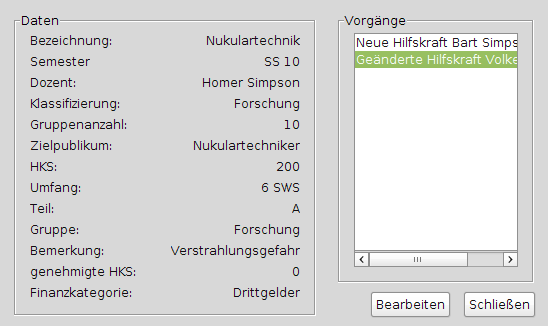 Daten
Bezeichnung: Nukulartechnik
Semester SS 10
Dozent: Homer Simpson
Klassifizierung: Forschung
Gruppenanzahl: 10
Zielpublikum: Nukulartechniker
HKS: 200
Umfang: 6 SWS
Teil: A
Gruppe: Forschung
Bemerkung: Verstrahlungsgefahr
genehmigte HKS: 0
Finanzkategorie: Drittgelder
Vorgänge
Neue Hilfskraft Bart Simps
Geänderte Hilfskraft Volke
Bearbeiten
Schließen